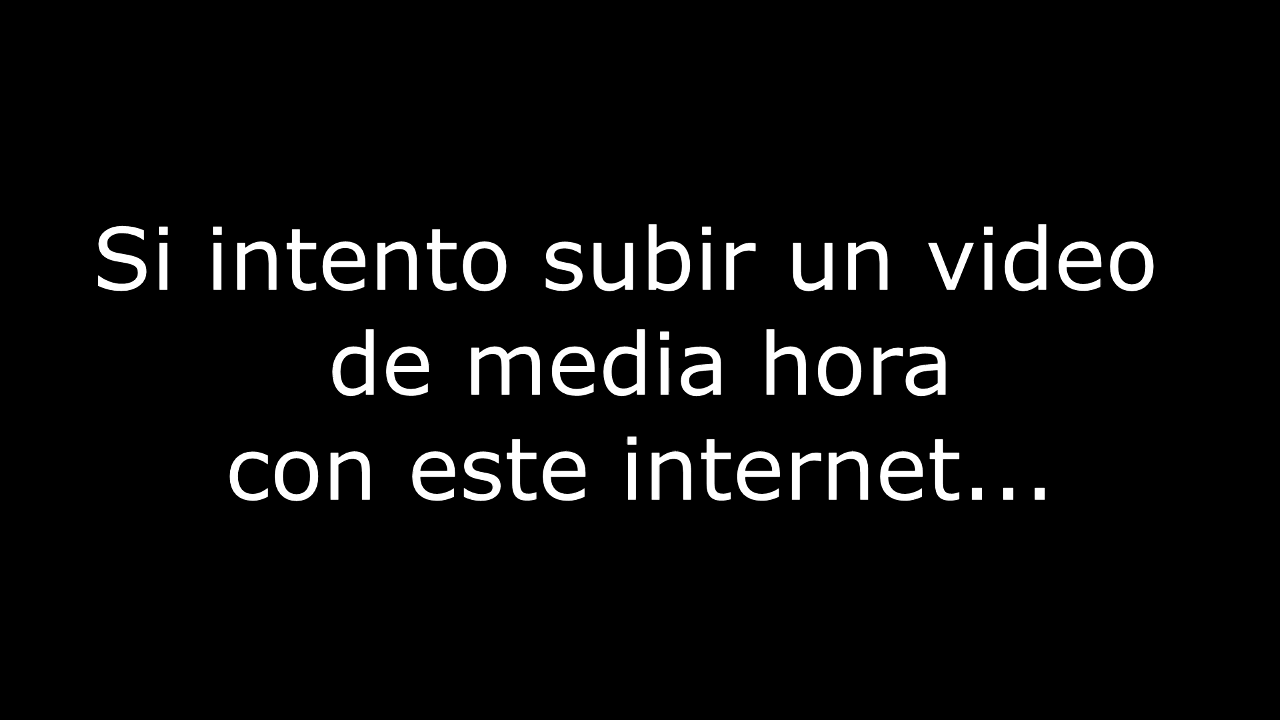 Si intento subir un video
de media hora
con este internet...